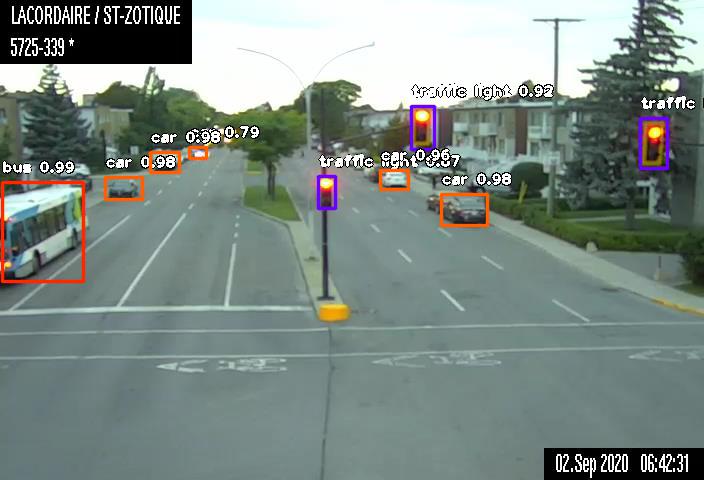 LACORDAIRE / ST-ZOTIQUE
5725-339 *
traffic light 0.92
traffic
car 0.98
0.79
bus 0.99
car 0.98
traffic light
car
car 0.98
02.Sep 2020 06:42:31